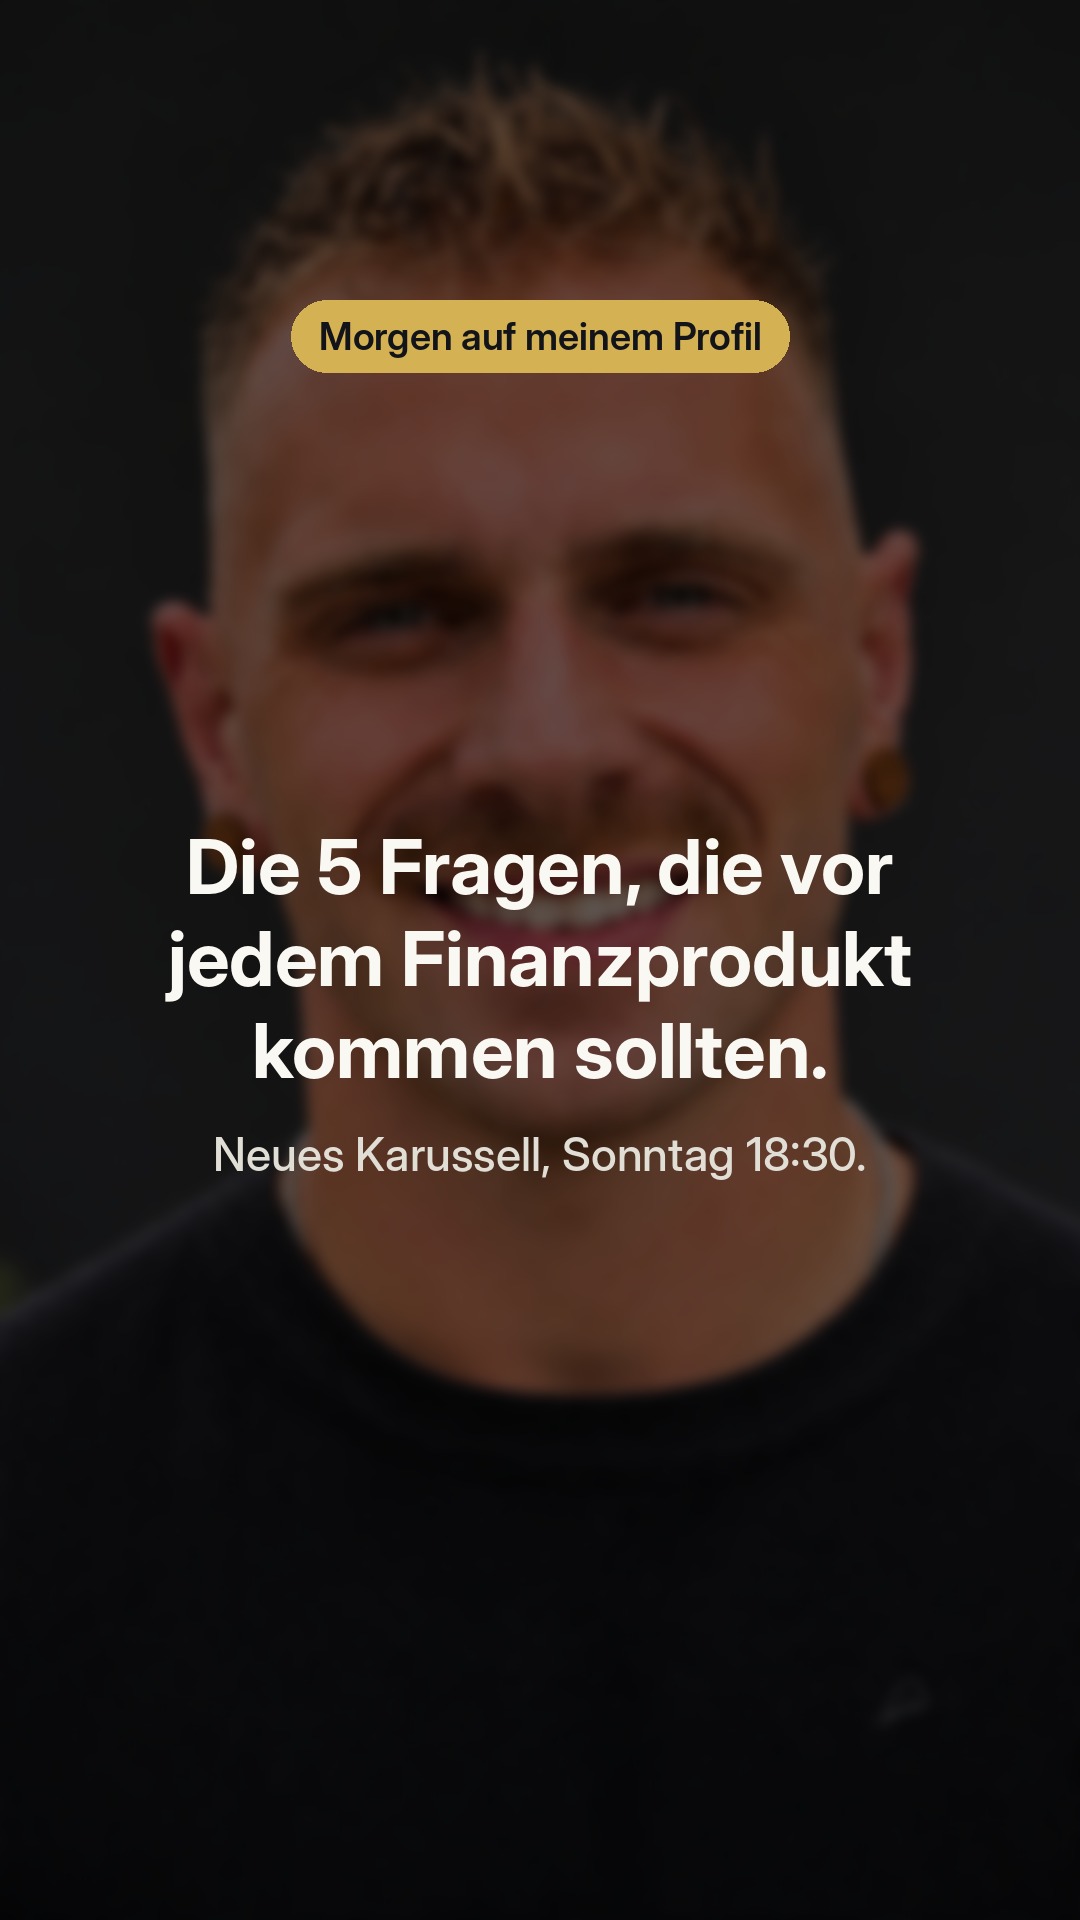 Morgen auf meinem Profil
Die 5 Fragen, die vor
jedem Finanzprodukt
kommen sollten.
Neues Karussell, Sonntag 18:30.